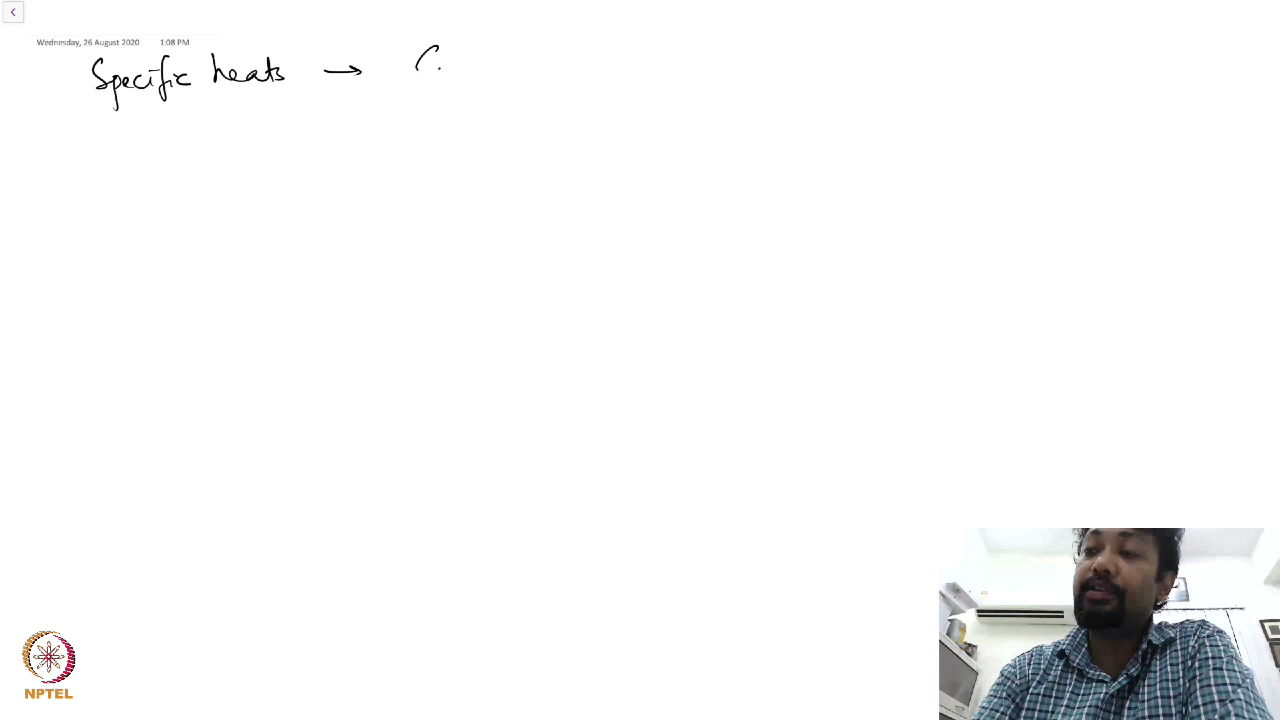 Wednesday, 26 August 2020 1:08 PM
Specific heats →
NPTEL